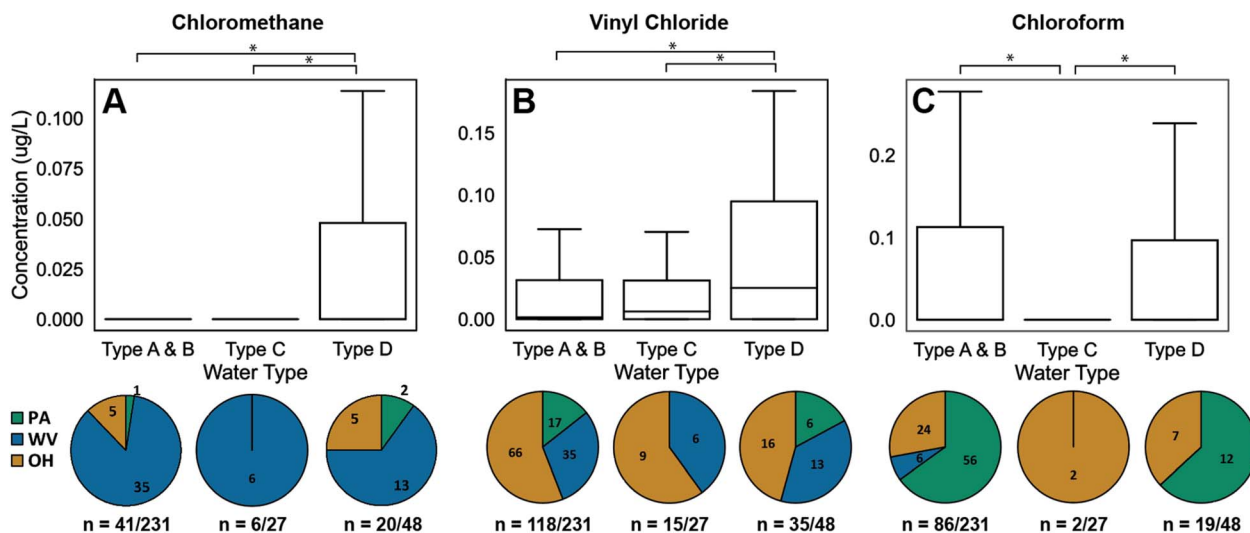 Chloromethane
Vinyl Chloride
Chloroform
* * *
* * * *
A B C
Concentration (ug/L)
0.100
0.075
0.050
0.025
0.000
0.15
0.10
0.05
0.00
0.2
0.1
0.0
Type A & B Type C Type D
Type A & B Type C Type D
Type A & B Type C Type D
Water Type
Water Type
Water Type
PA
WV
OH
1
5
35
6
2
5
13
17
66
35
9
6
6
16
13
24
6
56
2
7
12
n = 41/231 n = 6/27 n = 20/48
n = 118/231 n = 15/27 n = 35/48
n = 86/231 n = 2/27 n = 19/48